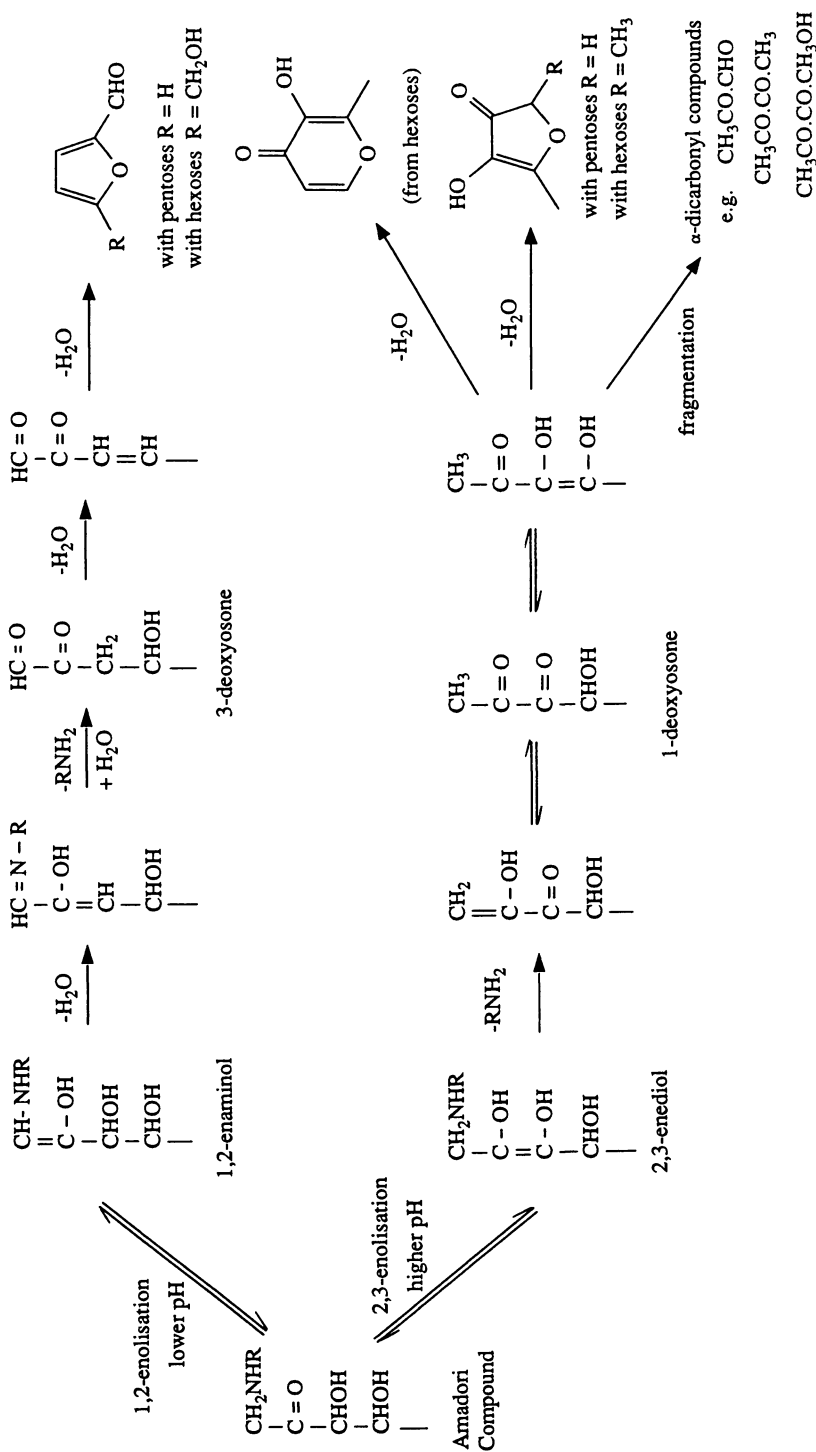 CH₂NHR
C=O
CHOH
CHOH
Amadori
Compound
1,2-enolisation
lower pH
2,3-enolisation
higher pH
CH- NHR
C-OH
CHOH
CHOH
1,2-enaminol
-H₂O
HC=N-R
C-OH
CH
CHOH
-RNH₂
+ H₂O
HC=O
C=O
CH₂
CHOH
3-deoxyosone
-H₂O
HC=O
C=O
CH
CH
-H₂O
R
O
CHO
with pentoses R = H
with hexoses R = CH₂OH
CH₂NHR
C-OH
C-OH
CHOH
2,3-enediol
-RNH₂
CH₂
C-OH
C=O
CHOH
CH₃
C=O
C=O
CHOH
1-deoxyosone
CH₃
C=O
C-OH
C-OH
-H₂O
O
OH
O
(from hexoses)
-H₂O
HO
O
O
R
with pentoses R = H
with hexoses R = CH₃
fragmentation
α-dicarbonyl compounds
e.g. CH₃CO.CHO
CH₃CO.CO.CH₃
CH₃CO.CO.CH₃OH